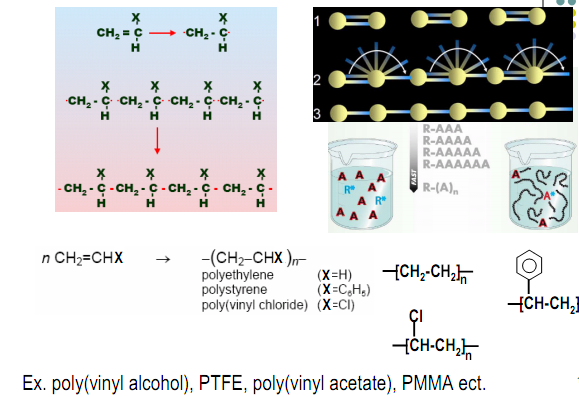 X X
CH₂ = C → ·CH₂ - C·
H H
X X X X
·CH₂ - C· ·CH₂ - C· ·CH₂ - C· ·CH₂ - C·
H H H H
X X X X
- CH₂ - C - CH₂ - C - CH₂ - C - CH₂ - C -
H H H H
1
2
3
R-AAA
R-AAAA
R-AAAAA
R-AAAAAA
FAST
R-(A)n
A A A
R• A
A R•
A A A
A
A•
A
n CH₂=CHX → –(CH₂–CHX )n–
polyethylene (X=H)
polystyrene (X=C₆H₅)
poly(vinyl chloride) (X=Cl)
-[CH₂-CH₂]n-
-[CH-CH₂]
Cl
-[CH-CH₂]n-
Ex. poly(vinyl alcohol), PTFE, poly(vinyl acetate), PMMA ect.